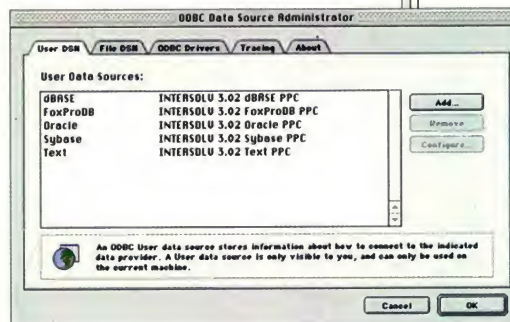 ODBC Data Source Administrator
User DSN File DSN ODBC Drivers Tracing About
User Data Sources:
dBASE INTERSOLV 3.02 dBASE PPC
FoxProDB INTERSOLV 3.02 FoxProDB PPC
Oracle INTERSOLV 3.02 Oracle PPC
Sybase INTERSOLV 3.02 Sybase PPC
Text INTERSOLV 3.02 Text PPC
Add...
Remove
Configure...
An ODBC User data source stores information about how to connect to the indicated
data provider. A User data source is only visible to you, and can only be used on
the current machine.
Cancel OK